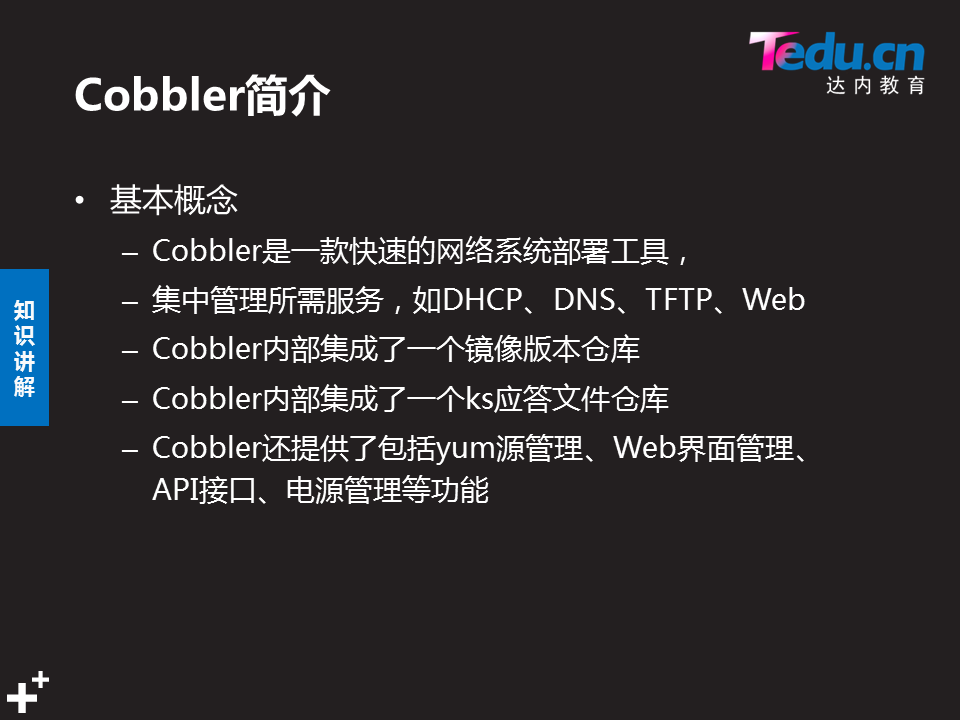 Tedu.cn
达内教育
Cobbler简介
• 基本概念
– Cobbler是一款快速的网络系统部署工具，
– 集中管理所需服务，如DHCP、DNS、TFTP、Web
– Cobbler内部集成了一个镜像版本仓库
– Cobbler内部集成了一个ks应答文件仓库
– Cobbler还提供了包括yum源管理、Web界面管理、
API接口、电源管理等功能
知
识
讲
解